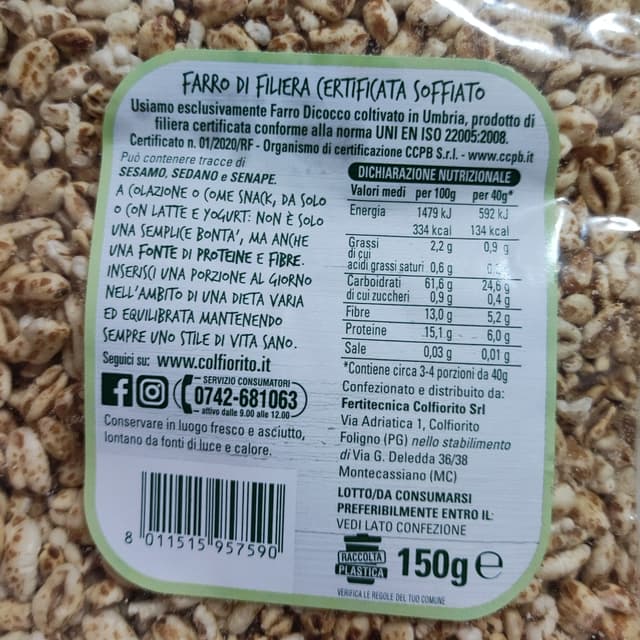 FARRO DI FILIERA CERTIFICATA SOFFIATO
Usiamo esclusivamente Farro Dicocco coltivato in Umbria, prodotto di
filiera certificata conforme alla norma UNI EN ISO 22005:2008.
Certificato n. 01/2020/RF - Organismo di certificazione CCPB S.r.l. - www.ccpb.it
Può contenere tracce di
SESAMO, SEDANO e SENAPE.
A COLAZIONE O COME SNACK, DA SOLO
O CON LATTE E YOGURT: NON È SOLO
UNA SEMPLICE BONTA', MA ANCHE
UNA FONTE DI PROTEINE E FIBRE.
INSERISCI UNA PORZIONE AL GIORNO
NELL'AMBITO DI UNA DIETA VARIA
ED EQUILIBRATA MANTENENDO
SEMPRE UNO STILE DI VITA SANO.
Seguici su: www.colfiorito.it
SERVIZIO CONSUMATORI
0742-681063
attivo dalle 9.00 alle 12.00
Conservare in luogo fresco e asciutto,
lontano da fonti di luce e calore.
8 011515 957590
DICHIARAZIONE NUTRIZIONALE
Valori medi per 100g per 40g*
Energia 1479 kJ 592 kJ
334 kcal 134 kcal
Grassi 2,2 g 0,9 g
di cui
acidi grassi saturi 0,6 g
Carboidrati 61,6 g 24,6 g
di cui zuccheri 0,9 g 0,4 g
Fibre 13,0 g 5,2 g
Proteine 15,1 g 6,0 g
Sale 0,03 g 0,01 g
*Contiene circa 3-4 porzioni da 40g
Confezionato e distribuito da:
Fertitecnica Colfiorito Srl
Via Adriatica 1, Colfiorito
Foligno (PG) nello stabilimento
di Via G. Deledda 36/38
Montecassiano (MC)
LOTTO/DA CONSUMARSI
PREFERIBILMENTE ENTRO IL:
VEDI LATO CONFEZIONE
RACCOLTA
PLASTICA
150g e
VERIFICA LE REGOLE DEL TUO COMUNE